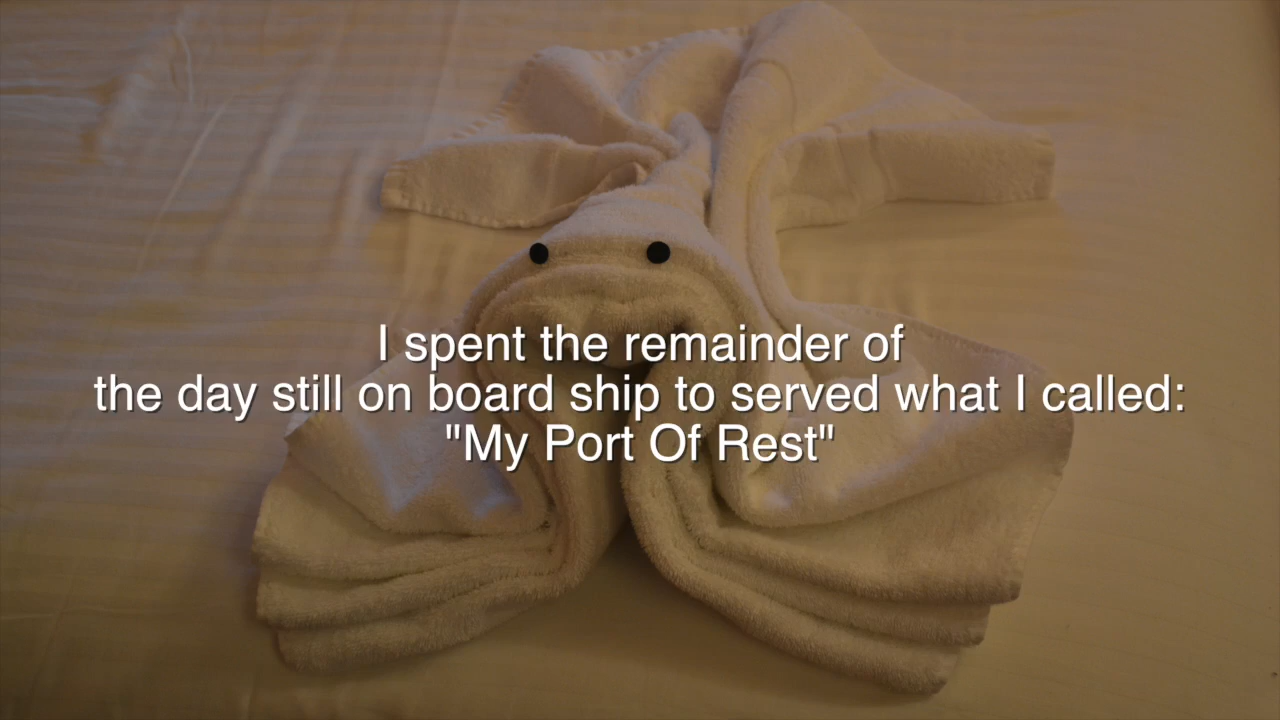 I spent the remainder of
the day still on board ship to served what I called:
"My Port Of Rest"